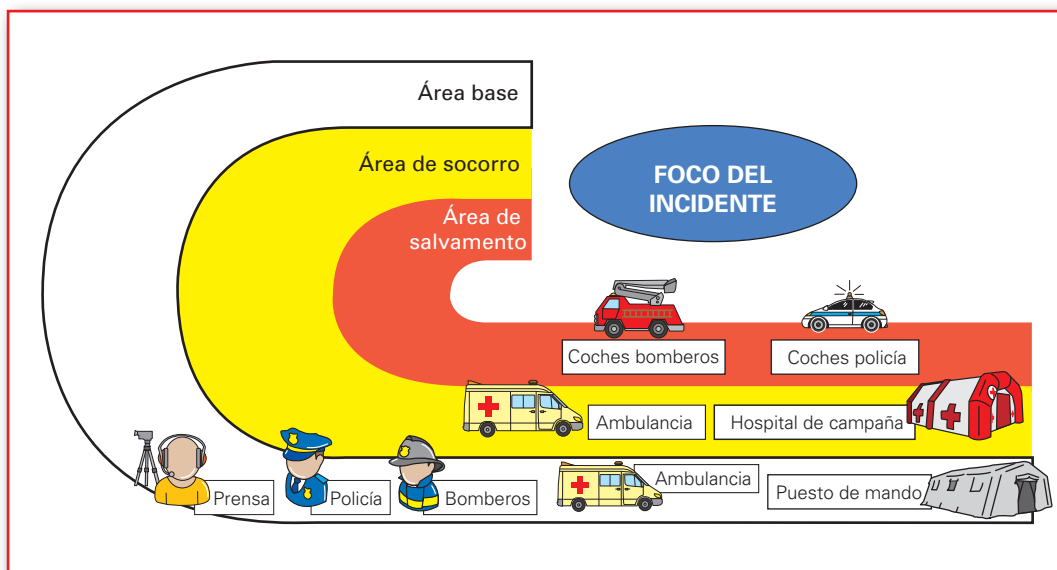 Área base
Área de socorro
Área de
salvamento
FOCO DEL
INCIDENTE
Coches bomberos
Coches policía
Ambulancia
Hospital de campaña
Prensa
Policía
Bomberos
Ambulancia
Puesto de mando